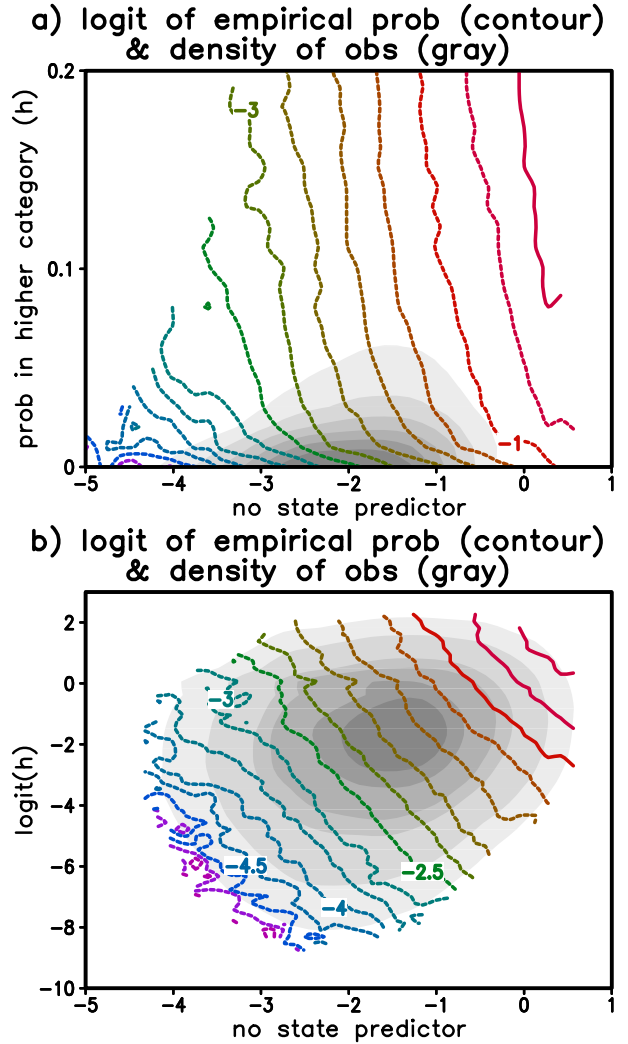 a) logit of empirical prob (contour)
& density of obs (gray)
0.2
-3
prob in higher category (h)
0.1
-1
0
-5 -4 -3 -2 -1 0 1
no state predictor
b) logit of empirical prob (contour)
& density of obs (gray)
2
0
-3
-2
logit(h)
-4
-4.5
-2.5
-6
-4
-8
-10
-5 -4 -3 -2 -1 0 1
no state predictor